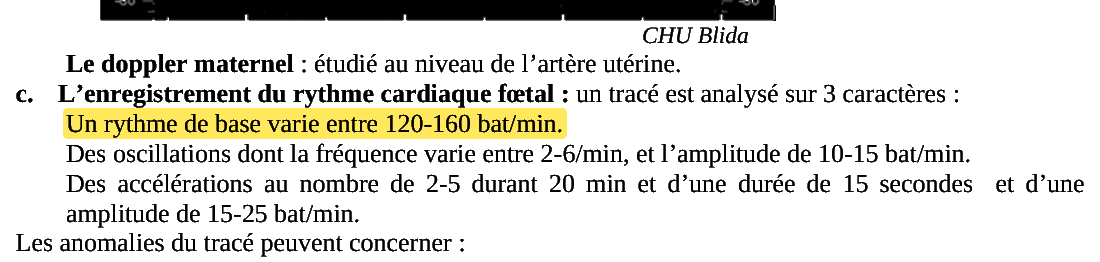 -80
-80
CHU Blida
Le doppler maternel : étudié au niveau de l’artère utérine.
c. L’enregistrement du rythme cardiaque fœtal : un tracé est analysé sur 3 caractères :
Un rythme de base varie entre 120-160 bat/min.
Des oscillations dont la fréquence varie entre 2-6/min, et l’amplitude de 10-15 bat/min.
Des accélérations au nombre de 2-5 durant 20 min et d’une durée de 15 secondes et d’une
amplitude de 15-25 bat/min.
Les anomalies du tracé peuvent concerner :